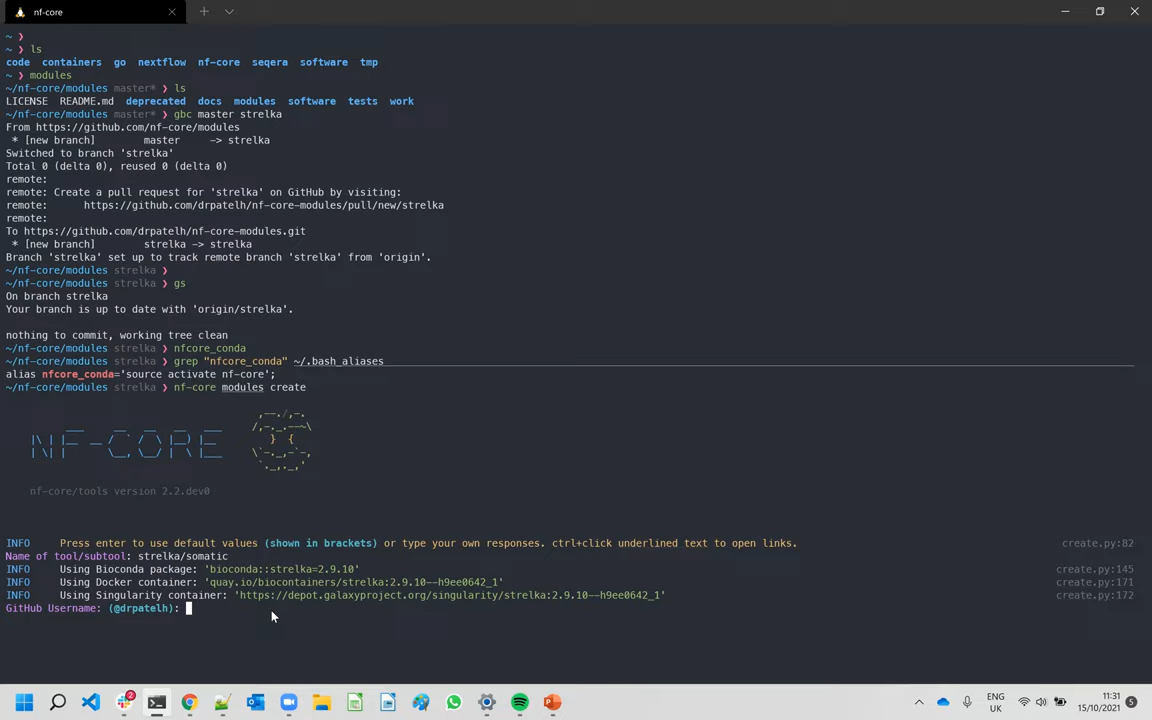 nf-core
~ ❯
~ ❯ ls
code containers go nextflow nf-core seqera software tmp
~ ❯ modules
~/nf-core/modules master* ❯ ls
LICENSE README.md deprecated docs modules software tests work
~/nf-core/modules master* ❯ gbc master strelka
From https://github.com/nf-core/modules
 * [new branch]      master     -> strelka
Switched to branch 'strelka'
Total 0 (delta 0), reused 0 (delta 0)
remote:
remote: Create a pull request for 'strelka' on GitHub by visiting:
remote:      https://github.com/drpatelh/nf-core-modules/pull/new/strelka
remote:
To https://github.com/drpatelh/nf-core-modules.git
 * [new branch]      strelka -> strelka
Branch 'strelka' set up to track remote branch 'strelka' from 'origin'.
~/nf-core/modules strelka ❯
~/nf-core/modules strelka ❯ gs
On branch strelka
Your branch is up to date with 'origin/strelka'.
nothing to commit, working tree clean
~/nf-core/modules strelka ❯ nfcore_conda
~/nf-core/modules strelka ❯ grep "nfcore_conda" ~/.bash_aliases
alias nfcore_conda='source activate nf-core';
~/nf-core/modules strelka ❯ nf-core modules create
NF-CORE
nf-core/tools version 2.2.dev0
INFO     Press enter to use default values (shown in brackets) or type your own responses. ctrl+click underlined text to open links. create.py:82
Name of tool/subtool: strelka/somatic
INFO     Using Bioconda package: 'bioconda::strelka=2.9.10' create.py:145
INFO     Using Docker container: 'quay.io/biocontainers/strelka:2.9.10--h9ee0642_1' create.py:171
INFO     Using Singularity container: 'https://depot.galaxyproject.org/singularity/strelka:2.9.10--h9ee0642_1' create.py:172
GitHub Username: (@drpatelh):
2
ENG
UK
11:31
15/10/2021
5